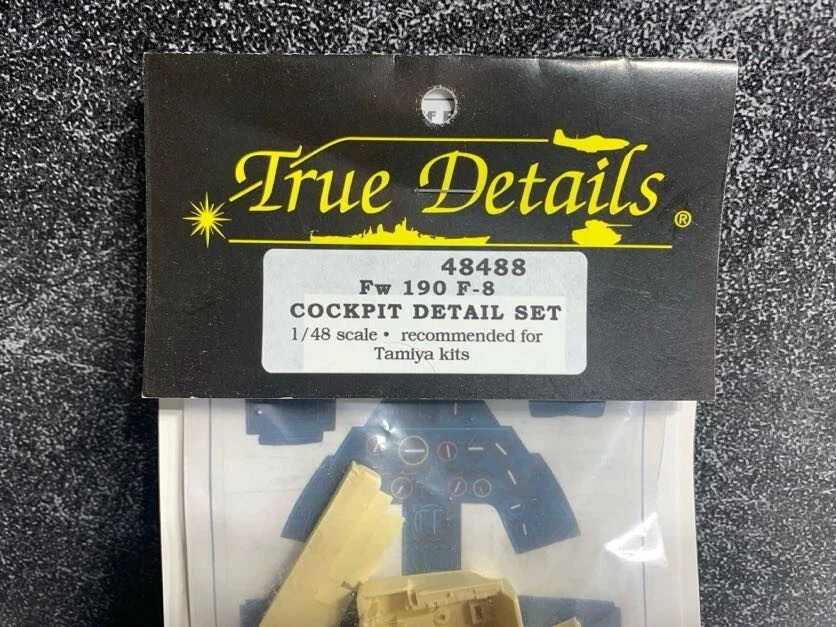 True Details®
48488
Fw 190 F-8
COCKPIT DETAIL SET
1/48 scale • recommended for
Tamiya kits